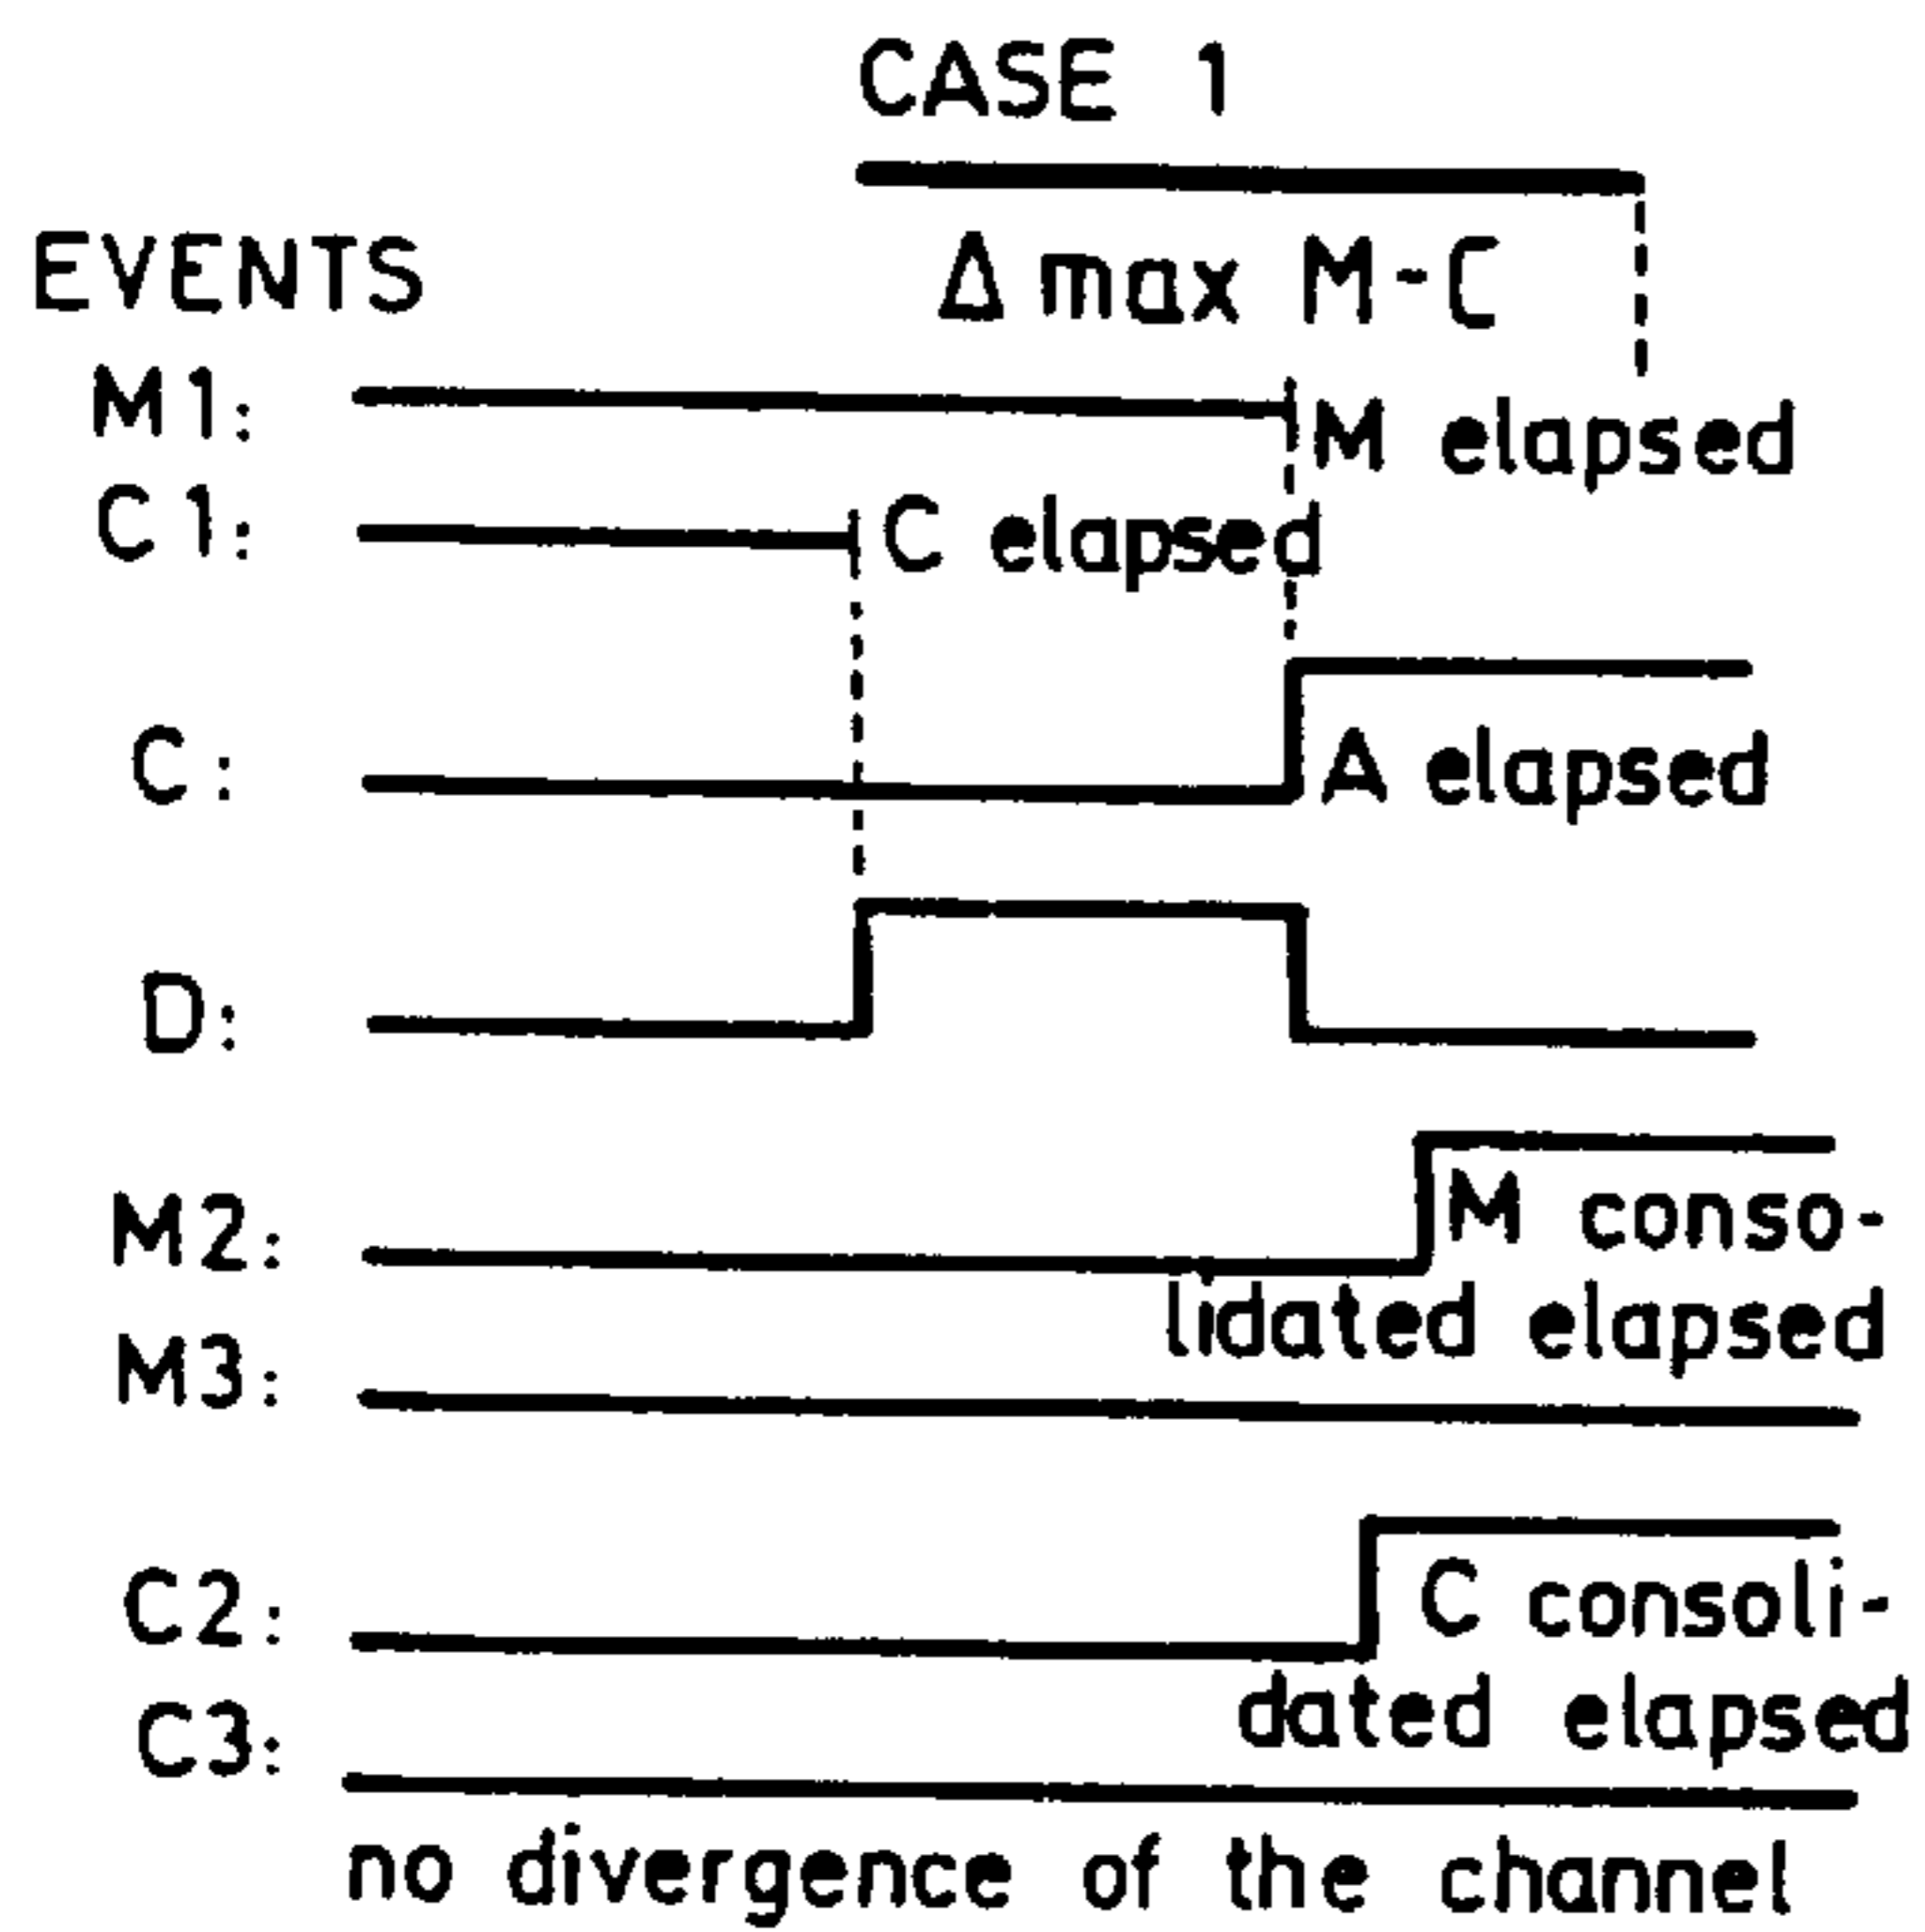 CASE 1
EVENTS
Δ max M-C
M1:
M elapsed
C1:
C elapsed
C:
A elapsed
D:
M2:
M conso-
lidated elapsed
M3:
C2:
C consoli-
dated elapsed
C3:
no divergence of the channel